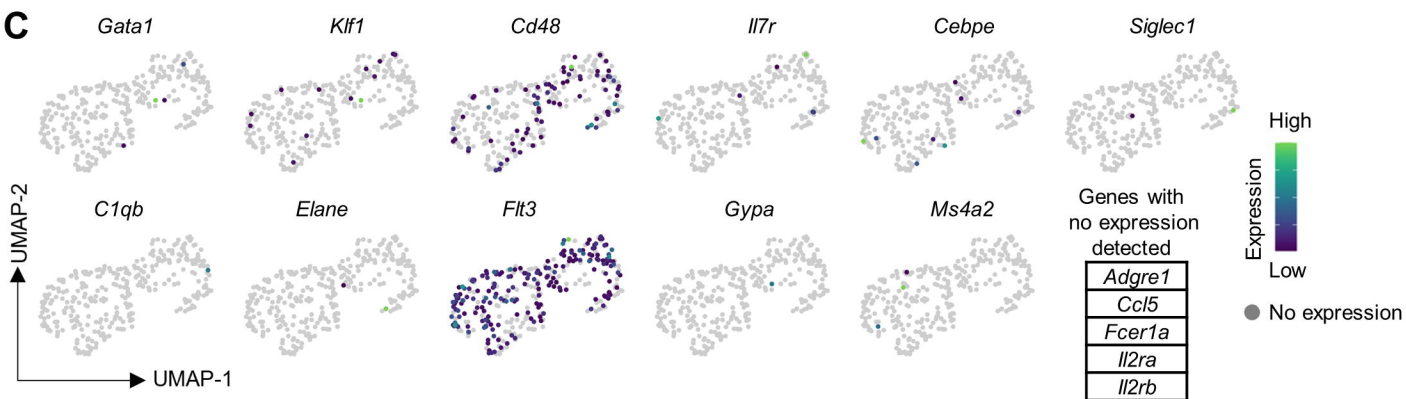 C
Gata1
Klf1
Cd48
Il7r
Cebpe
Siglec1
C1qb
Elane
Flt3
Gypa
Ms4a2
Genes with
no expression
detected
Adgre1
Ccl5
Fcer1a
Il2ra
Il2rb
High
Expression
Low
No expression
UMAP-2
UMAP-1